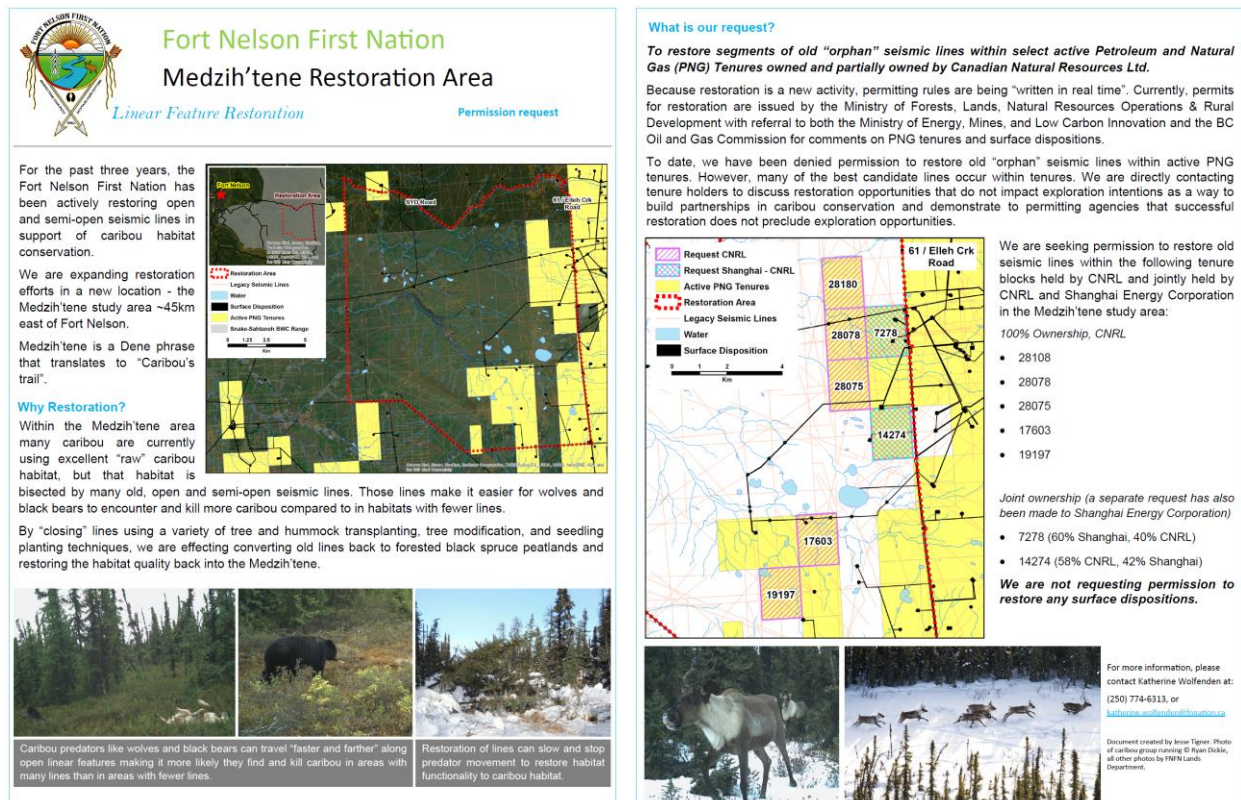 FORT NELSON FIRST NATION
Fort Nelson First Nation
Medzih'tene Restoration Area
Linear Feature Restoration
Permission request
For the past three years, the
Fort Nelson First Nation has
been actively restoring open
and semi-open seismic lines in
support of caribou habitat
conservation.
We are expanding restoration
efforts in a new location - the
Medzih'tene study area ~45km
east of Fort Nelson.
Medzih'tene is a Dene phrase
that translates to "Caribou's
trail".
Fort Nelson
Restoration Area
SYD Road
61 / Elleh Crk
Road
Restoration Area
Legacy Seismic Lines
Water
Surface Disposition
Active PNG Tenures
Snake-Sahtaneh BWC Range
0 1.25 2.5 5
Km
Why Restoration?
Within the Medzih'tene area
many caribou are currently
using excellent "raw" caribou
habitat, but that habitat is
bisected by many old, open and semi-open seismic lines. Those lines make it easier for wolves and
black bears to encounter and kill more caribou compared to in habitats with fewer lines.
By "closing" lines using a variety of tree and hummock transplanting, tree modification, and seedling
planting techniques, we are effecting converting old lines back to forested black spruce peatlands and
restoring the habitat quality back into the Medzih'tene.
Caribou predators like wolves and black bears can travel "faster and farther" along
open linear features making it more likely they find and kill caribou in areas with
many lines than in areas with fewer lines.
Restoration of lines can slow and stop
predator movement to restore habitat
functionality to caribou habitat.
What is our request?
To restore segments of old "orphan" seismic lines within select active Petroleum and Natural
Gas (PNG) Tenures owned and partially owned by Canadian Natural Resources Ltd.
Because restoration is a new activity, permitting rules are being "written in real time". Currently, permits
for restoration are issued by the Ministry of Forests, Lands, Natural Resources Operations & Rural
Development with referral to both the Ministry of Energy, Mines, and Low Carbon Innovation and the BC
Oil and Gas Commission for comments on PNG tenures and surface dispositions.
To date, we have been denied permission to restore old "orphan" seismic lines within active PNG
tenures. However, many of the best candidate lines occur within tenures. We are directly contacting
tenure holders to discuss restoration opportunities that do not impact exploration intentions as a way to
build partnerships in caribou conservation and demonstrate to permitting agencies that successful
restoration does not preclude exploration opportunities.
Request CNRL
Request Shanghai - CNRL
Active PNG Tenures
Restoration Area
Legacy Seismic Lines
Water
Surface Disposition
0 1 2 4
Km
61 / Elleh Crk
Road
28180
28078
7278
28075
14274
17603
19197
We are seeking permission to restore old
seismic lines within the following tenure
blocks held by CNRL and jointly held by
CNRL and Shanghai Energy Corporation
in the Medzih'tene study area:
100% Ownership, CNRL
• 28108
• 28078
• 28075
• 17603
• 19197
Joint ownership (a separate request has also
been made to Shanghai Energy Corporation)
• 7278 (60% Shanghai, 40% CNRL)
• 14274 (58% CNRL, 42% Shanghai)
We are not requesting permission to
restore any surface dispositions.
For more information, please
contact Katherine Wolfenden at:
(250) 774-6313, or
katherine.wolfenden@fnnation.ca
Document created by Jesse Tigner. Photo
of caribou group running © Ryan Dickie,
all other photos by FNFN Lands
Department.